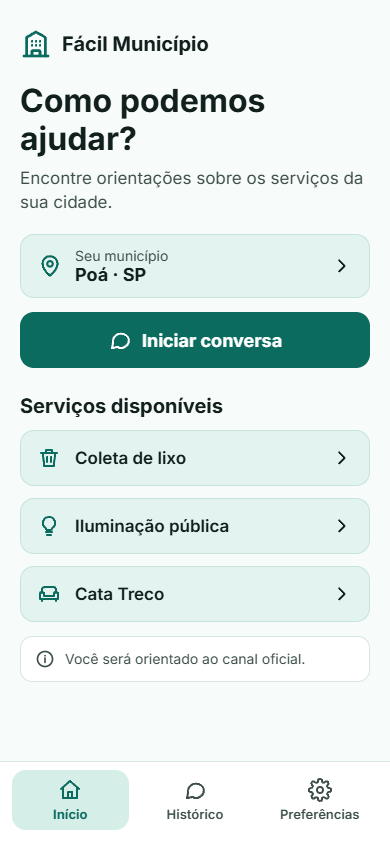 Fácil Município
Como podemos
ajudar?
Encontre orientações sobre os serviços da
sua cidade.
Seu município
Poá · SP
Iniciar conversa
Serviços disponíveis
Coleta de lixo
Iluminação pública
Cata Treco
Você será orientado ao canal oficial.
Início
Histórico
Preferências